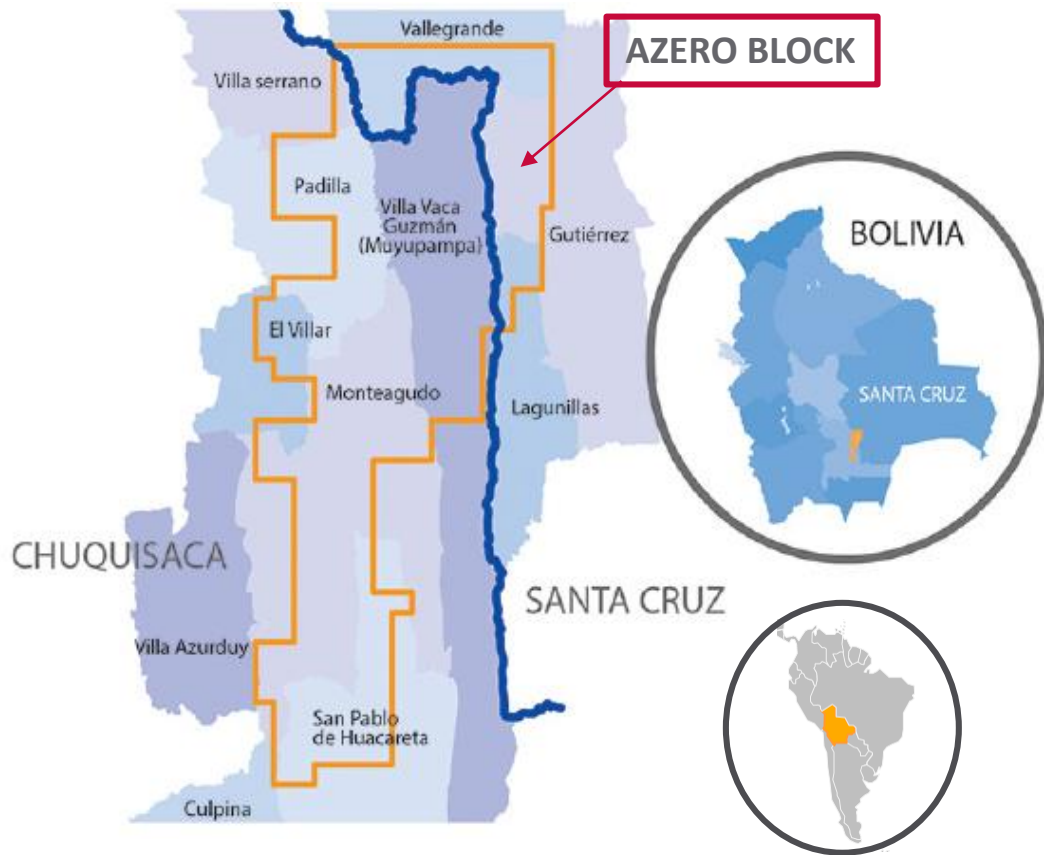 Vallegrande
AZERO BLOCK
Villa serrano
Padilla
Villa Vaca
Guzmán
(Muyupampa)
Gutiérrez
BOLIVIA
El Villar
Monteagudo
Lagunillas
SANTA CRUZ
CHUQUISACA
SANTA CRUZ
Villa Azurduy
San Pablo
de Huacareta
Culpina